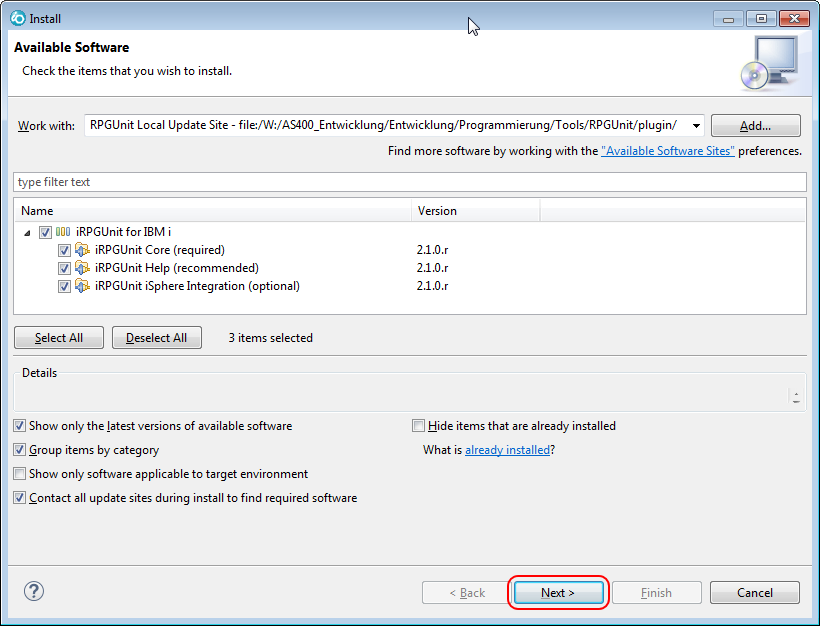 Install
Available Software
Check the items that you wish to install.
Work with: RPGUnit Local Update Site - file:/W:/AS400_Entwicklung/Entwicklung/Programmierung/Tools/RPGUnit/plugin/ Add...
Find more software by working with the "Available Software Sites" preferences.
type filter text
Name Version
iRPGUnit for IBM i
iRPGUnit Core (required) 2.1.0.r
iRPGUnit Help (recommended) 2.1.0.r
iRPGUnit iSphere Integration (optional) 2.1.0.r
Select All Deselect All 3 items selected
Details
Show only the latest versions of available software Hide items that are already installed
Group items by category What is already installed?
Show only software applicable to target environment
Contact all update sites during install to find required software
? < Back Next > Finish Cancel